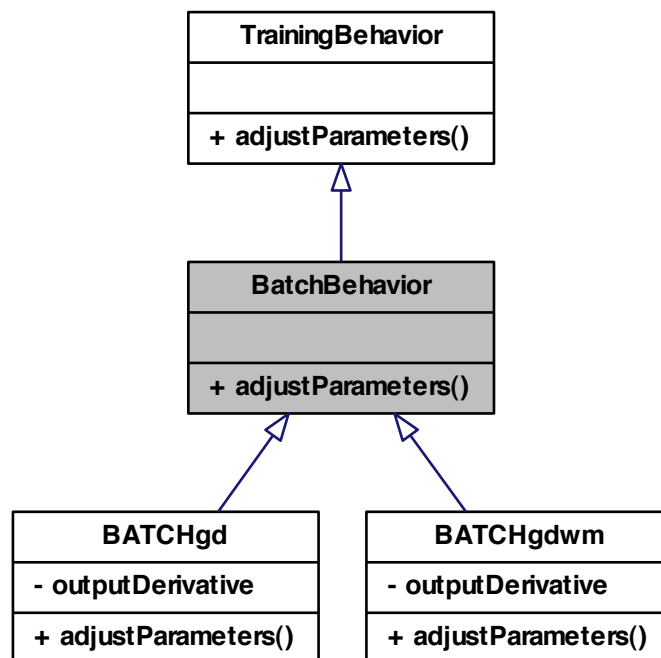 TrainingBehavior
+ adjustParameters()
BatchBehavior
+ adjustParameters()
BATCHgd
- outputDerivative
+ adjustParameters()
BATCHgdwm
- outputDerivative
+ adjustParameters()